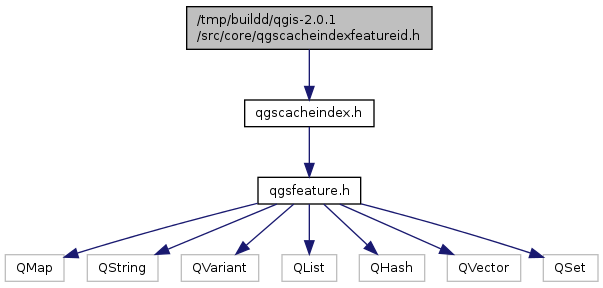 /tmp/buildd/qgis-2.0.1
/src/core/qgscacheindexfeatureid.h
qgscacheindex.h
qgsfeature.h
QMap
QString
QVariant
QList
QHash
QVector
QSet